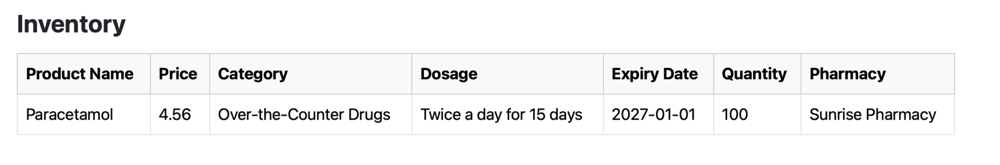 Inventory
Product Name Price Category Dosage Expiry Date Quantity Pharmacy
Paracetamol 4.56 Over-the-Counter Drugs Twice a day for 15 days 2027-01-01 100 Sunrise Pharmacy